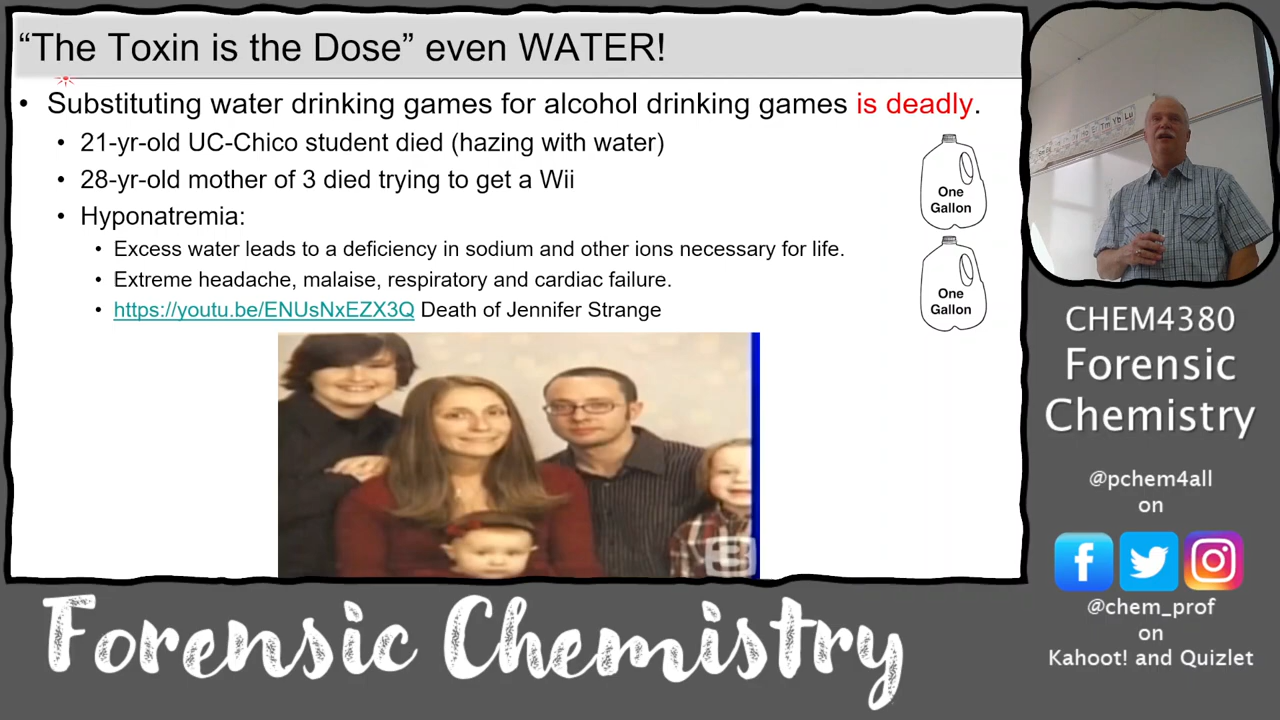 “The Toxin is the Dose” even WATER!
• Substituting water drinking games for alcohol drinking games is deadly.
• 21-yr-old UC-Chico student died (hazing with water)
• 28-yr-old mother of 3 died trying to get a Wii
• Hyponatremia:
• Excess water leads to a deficiency in sodium and other ions necessary for life.
• Extreme headache, malaise, respiratory and cardiac failure.
• https://youtu.be/ENUsNxEZX3Q Death of Jennifer Strange
One
Gallon
One
Gallon
3
Tm Yb Lu
CHEM4380
Forensic
Chemistry
@pchem4all
on
@chem_prof
on
Kahoot! and Quizlet
Forensic Chemistry